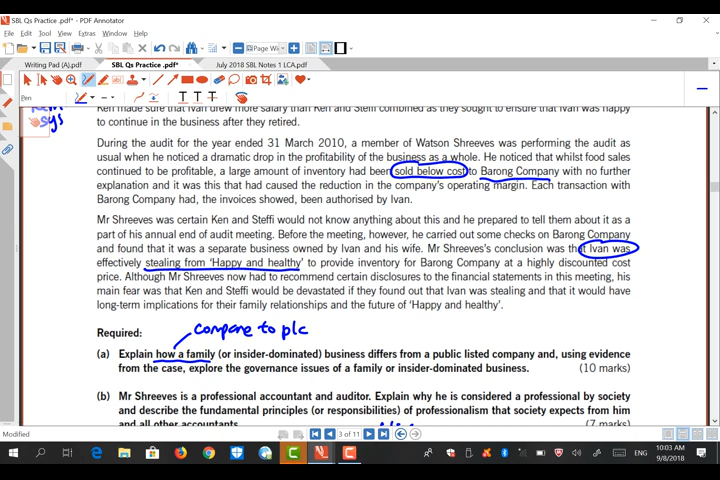 SBL Qs Practice .pdf* - PDF Annotator
File Edit View Tools Extras Window Help
Page Wi
Writing Pad (A).pdf
SBL Qs Practice .pdf*
July 2018 SBL Notes 1 LCA.pdf
Pen
sys
Ken made sure that Ivan drew more salary than Ken and Steffi combined as they sought to ensure that Ivan was happy
to continue in the business after they retired.
During the audit for the year ended 31 March 2010, a member of Watson Shreeves was performing the audit as
usual when he noticed a dramatic drop in the profitability of the business as a whole. He noticed that whilst food sales
continued to be profitable, a large amount of inventory had been sold below cost to Barong Company with no further
explanation and it was this that had caused the reduction in the company's operating margin. Each transaction with
Barong Company had, the invoices showed, been authorised by Ivan.
Mr Shreeves was certain Ken and Steffi would not know anything about this and he prepared to tell them about it as a
part of his annual end of audit meeting. Before the meeting, however, he carried out some checks on Barong Company
and found that it was a separate business owned by Ivan and his wife. Mr Shreeves's conclusion was that Ivan was
effectively stealing from 'Happy and healthy' to provide inventory for Barong Company at a highly discounted cost
price. Although Mr Shreeves now had to recommend certain disclosures to the financial statements in this meeting, his
main fear was that Ken and Steffi would be devastated if they found out that Ivan was stealing and that it would have
long-term implications for their family relationships and the future of 'Happy and healthy'.
compare to plc
Required:
(a) Explain how a family (or insider-dominated) business differs from a public listed company and, using evidence
from the case, explore the governance issues of a family or insider-dominated business. (10 marks)
(b) Mr Shreeves is a professional accountant and auditor. Explain why he is considered a professional by society
and describe the fundamental principles (or responsibilities) of professionalism that society expects from him
and all other accountants. (7 marks)
Modified
3 of 11
ENG
10:03 AM
9/8/2018